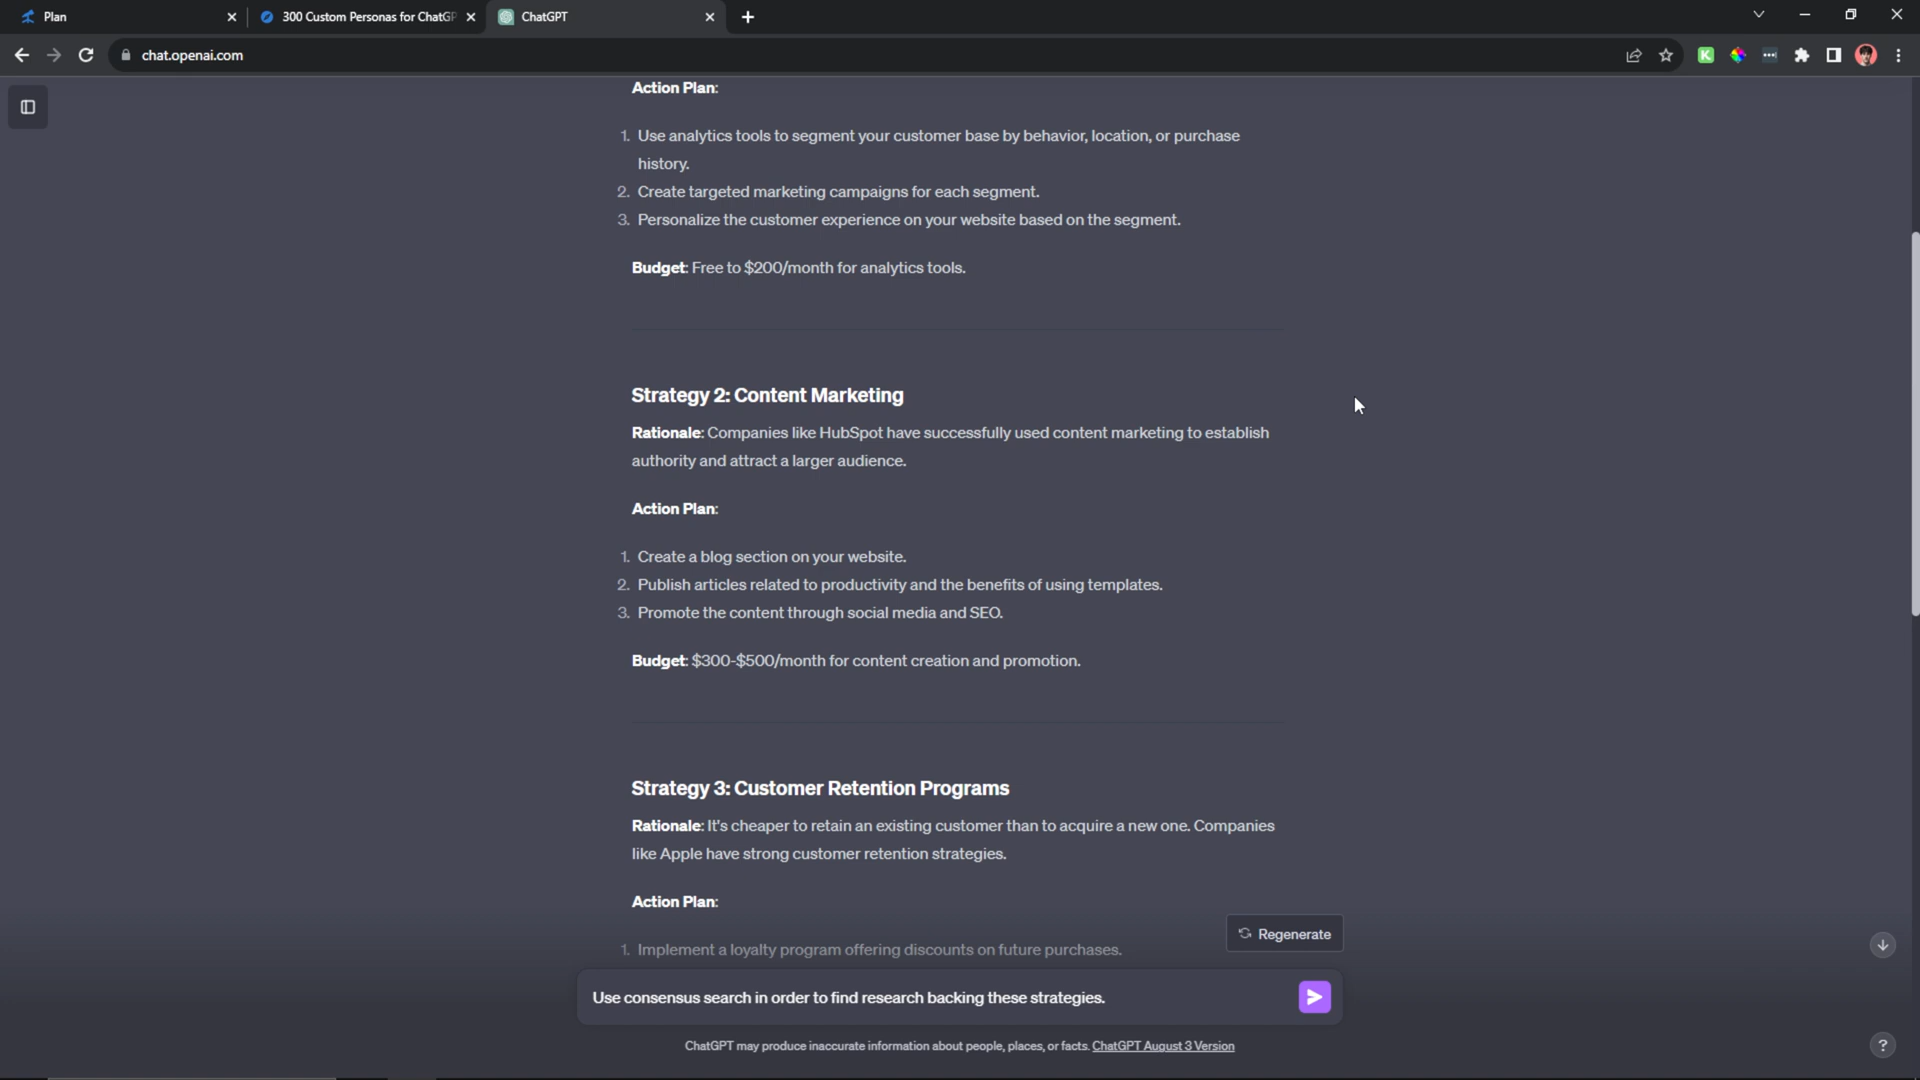 Plan
300 Custom Personas for ChatGP
ChatGPT
chat.openai.com
Action Plan:
1. Use analytics tools to segment your customer base by behavior, location, or purchase
history.
2. Create targeted marketing campaigns for each segment.
3. Personalize the customer experience on your website based on the segment.
Budget: Free to $200/month for analytics tools.
Strategy 2: Content Marketing
Rationale: Companies like HubSpot have successfully used content marketing to establish
authority and attract a larger audience.
Action Plan:
1. Create a blog section on your website.
2. Publish articles related to productivity and the benefits of using templates.
3. Promote the content through social media and SEO.
Budget: $300-$500/month for content creation and promotion.
Strategy 3: Customer Retention Programs
Rationale: It's cheaper to retain an existing customer than to acquire a new one. Companies
like Apple have strong customer retention strategies.
Action Plan:
Regenerate
1. Implement a loyalty program offering discounts on future purchases.
Use consensus search in order to find research backing these strategies.
ChatGPT may produce inaccurate information about people, places, or facts. ChatGPT August 3 Version
?